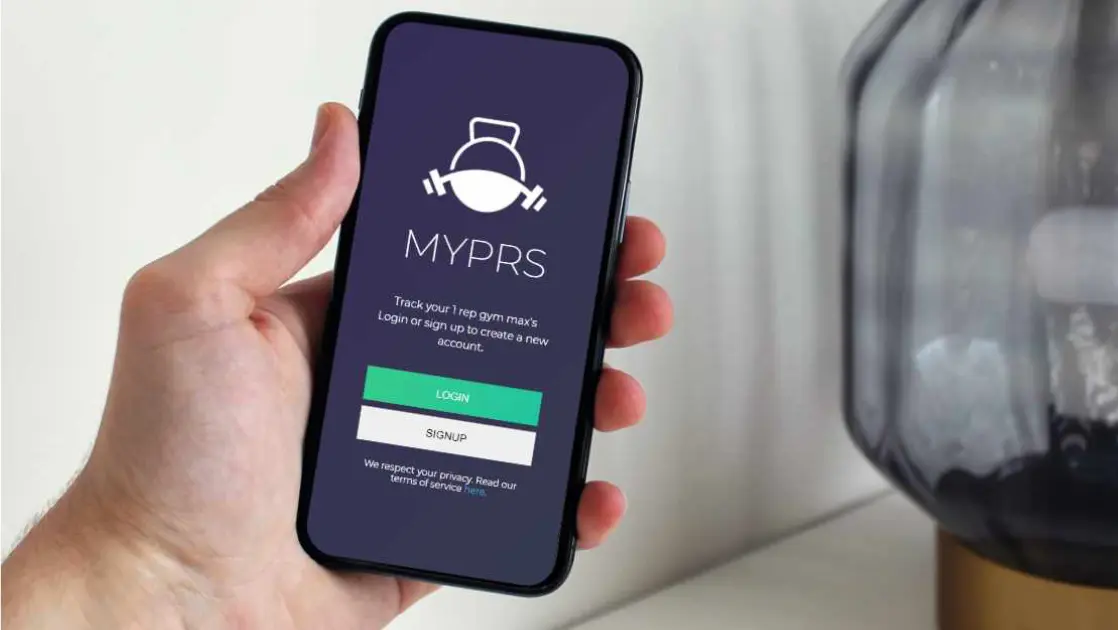 MYPRS
Track your 1 rep gym max's
Login or sign up to create a new
account.
LOGIN
SIGNUP
We respect your privacy. Read our
terms of service here.